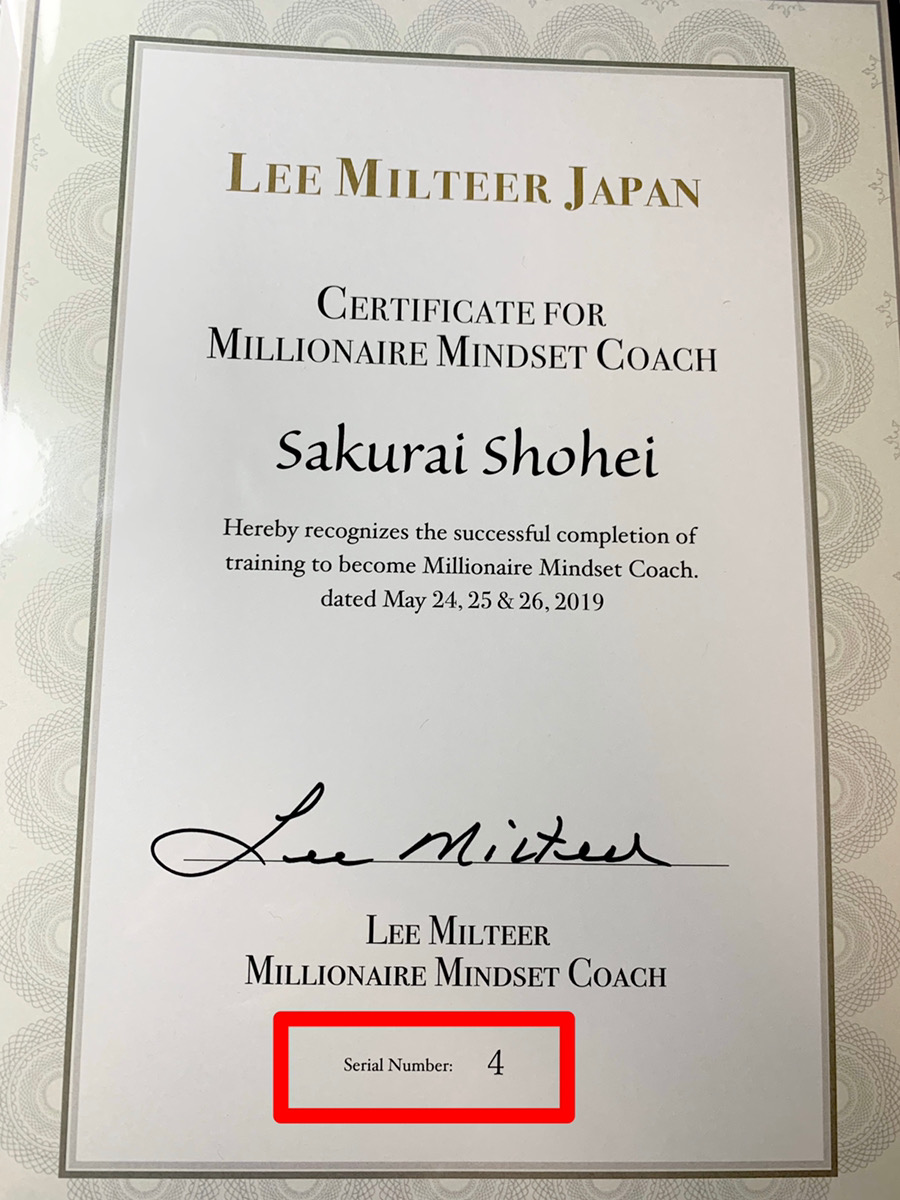 LEE MILTEER JAPAN
CERTIFICATE FOR
MILLIONAIRE MINDSET COACH
Sakurai Shohei
Hereby recognizes the successful completion of
training to become Millionaire Mindset Coach.
dated May 24, 25 & 26, 2019
Lee Milteer
LEE MILTEER
MILLIONAIRE MINDSET COACH
Serial Number: 4